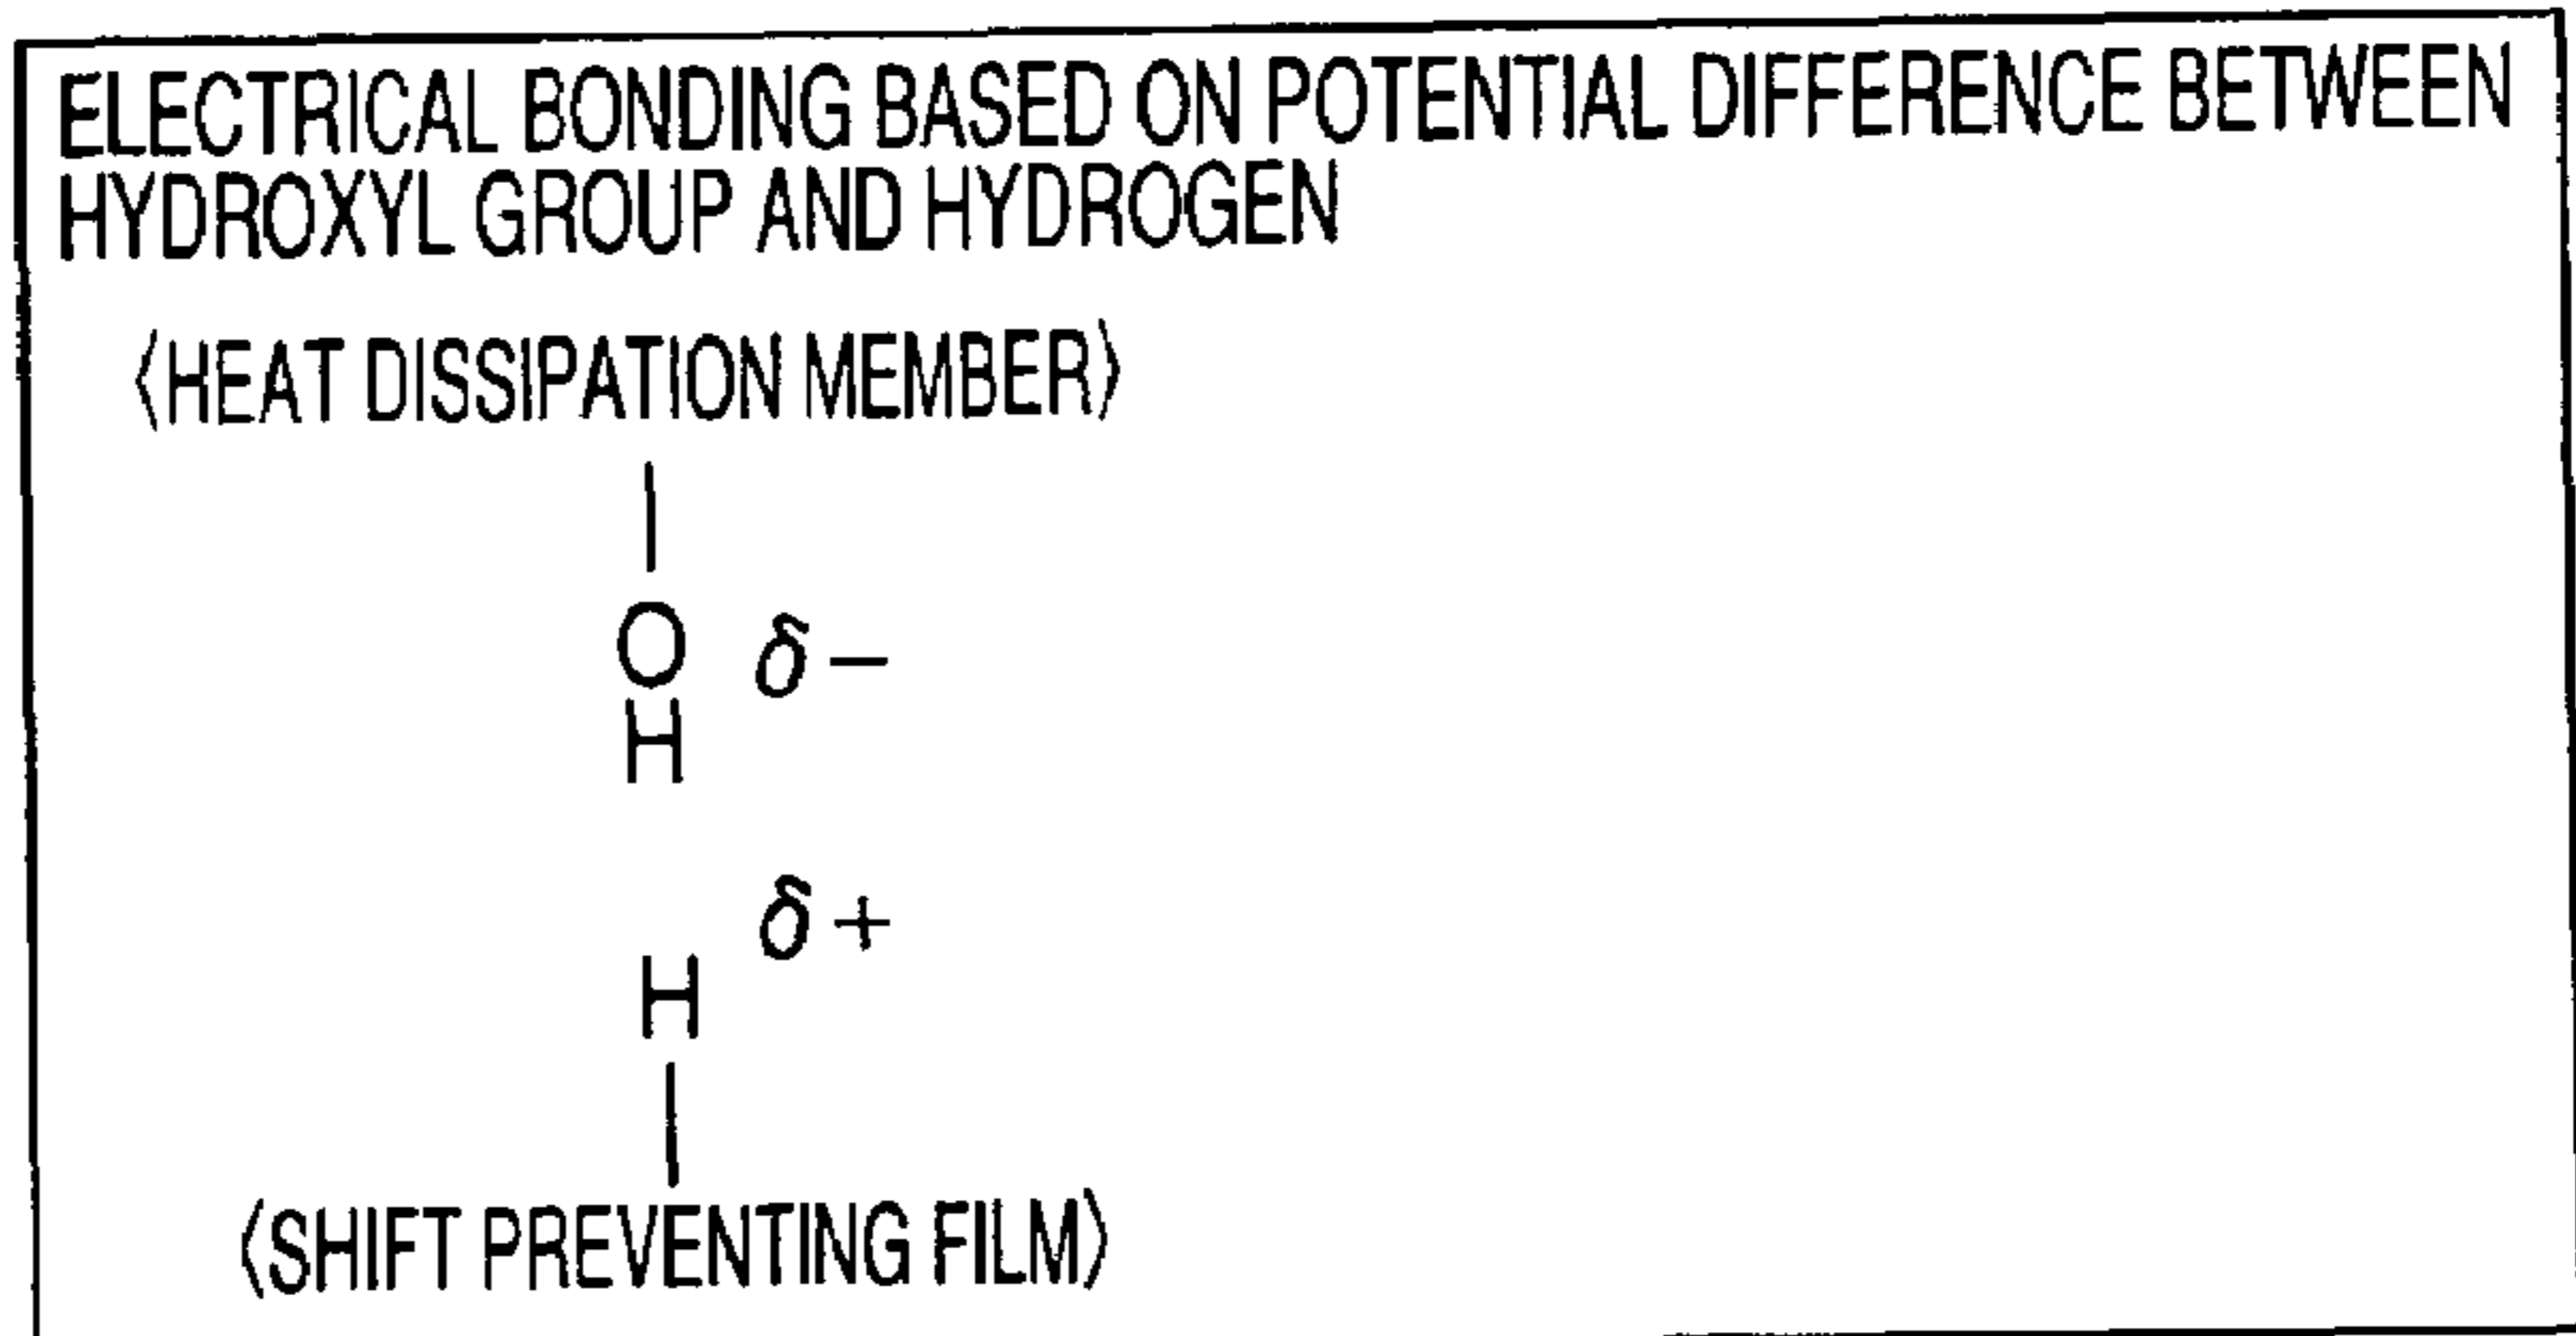 ELECTRICAL BONDING BASED ON POTENTIAL DIFFERENCE BETWEEN
HYDROXYL GROUP AND HYDROGEN
〈HEAT DISSIPATION MEMBER〉
O δ−
H
δ+
H
〈SHIFT PREVENTING FILM〉